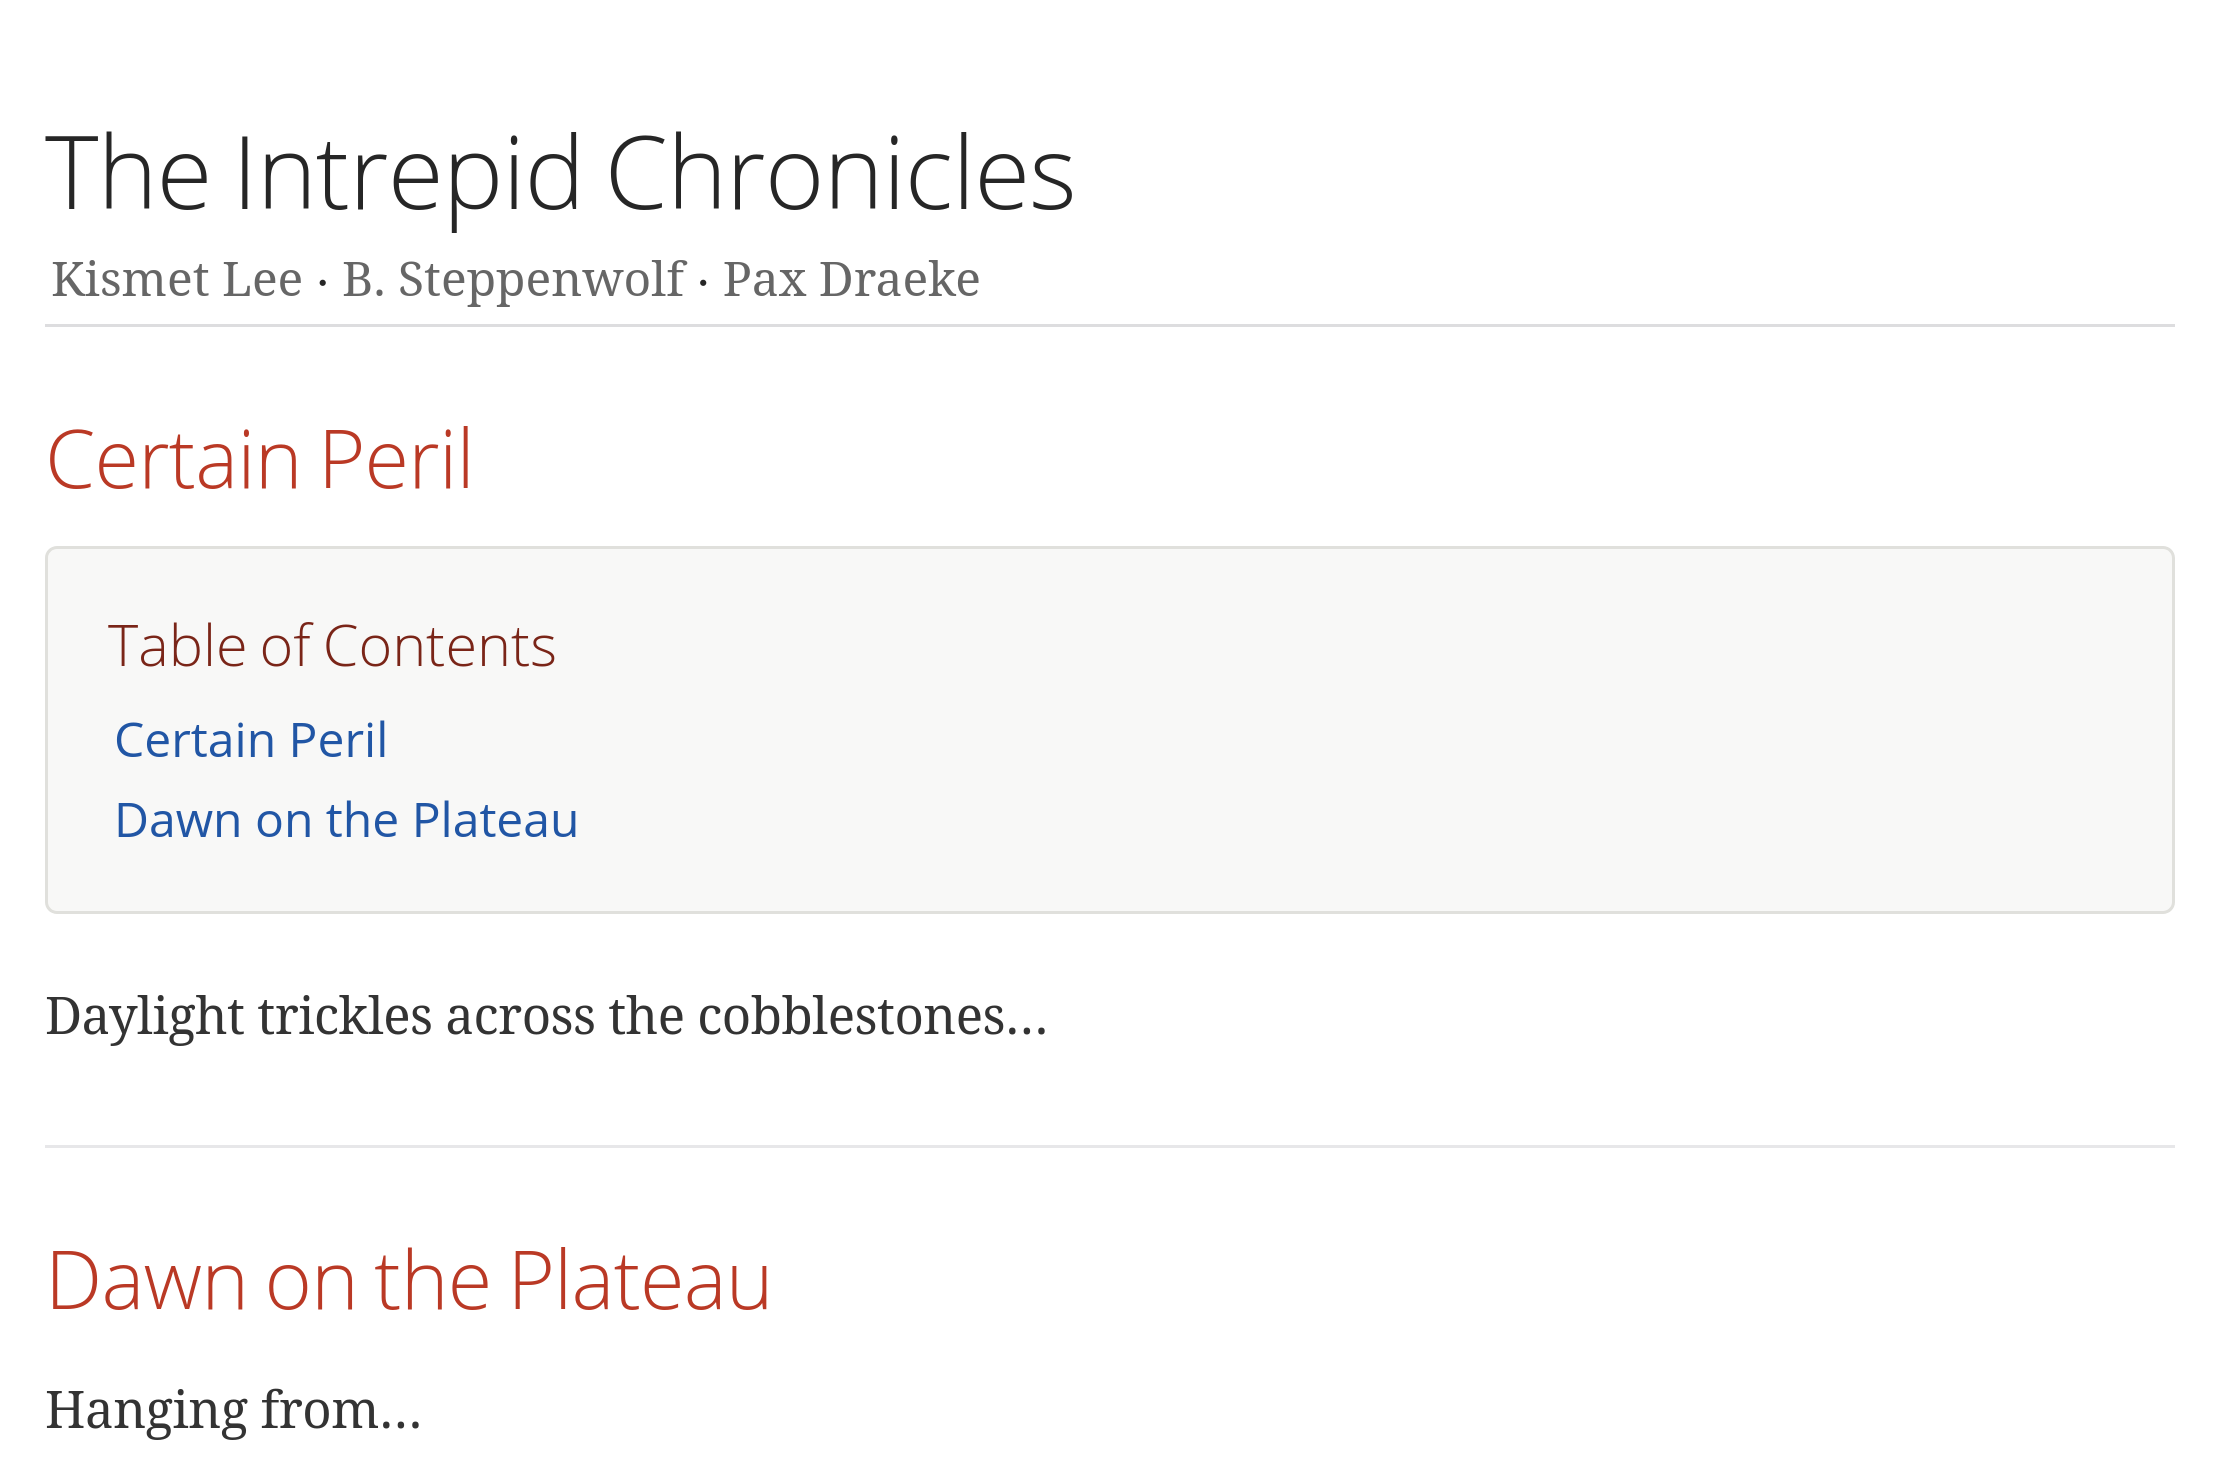 The Intrepid Chronicles
Kismet Lee · B. Steppenwolf · Pax Draeke
Certain Peril
Table of Contents
Certain Peril
Dawn on the Plateau
Daylight trickles across the cobblestones…
Dawn on the Plateau
Hanging from…